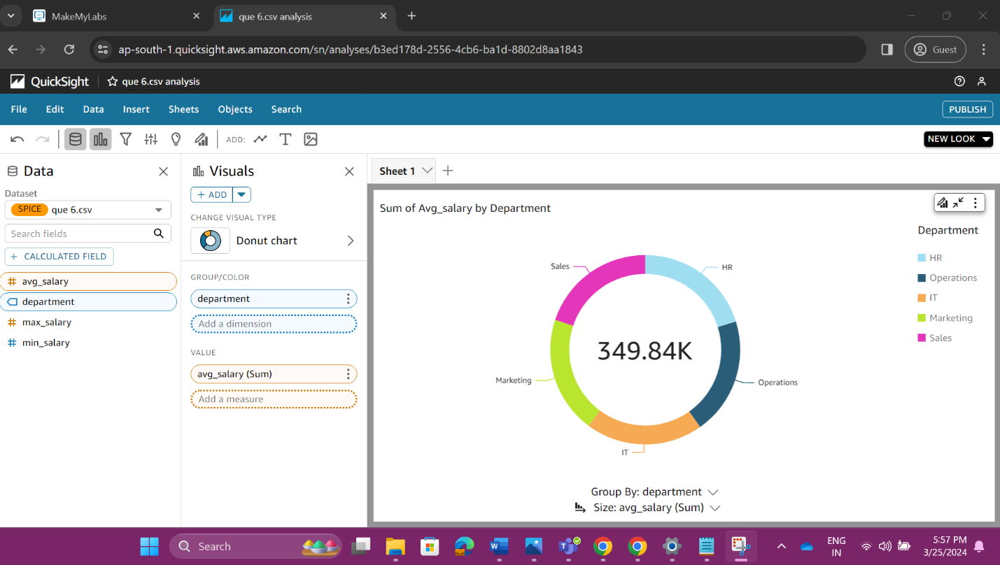 MakeMyLabs
que 6.csv analysis
ap-south-1.quicksight.aws.amazon.com/sn/analyses/b3ed178d-2556-4cb6-ba1d-8802d8aa1843
Guest
QuickSight
que 6.csv analysis
File Edit Data Insert Sheets Objects Search
PUBLISH
ADD:
NEW LOOK
Data
Dataset
SPICE que 6.csv
Search fields
+ CALCULATED FIELD
avg_salary
department
max_salary
min_salary
Visuals
+ ADD
CHANGE VISUAL TYPE
Donut chart
GROUP/COLOR
department
Add a dimension
VALUE
avg_salary (Sum)
Add a measure
Sheet 1
Sum of Avg_salary by Department
Sales
HR
349.84K
Marketing
Operations
IT
Group By: department
Size: avg_salary (Sum)
Department
HR
Operations
IT
Marketing
Sales
Search
ENG
IN
5:57 PM
3/25/2024